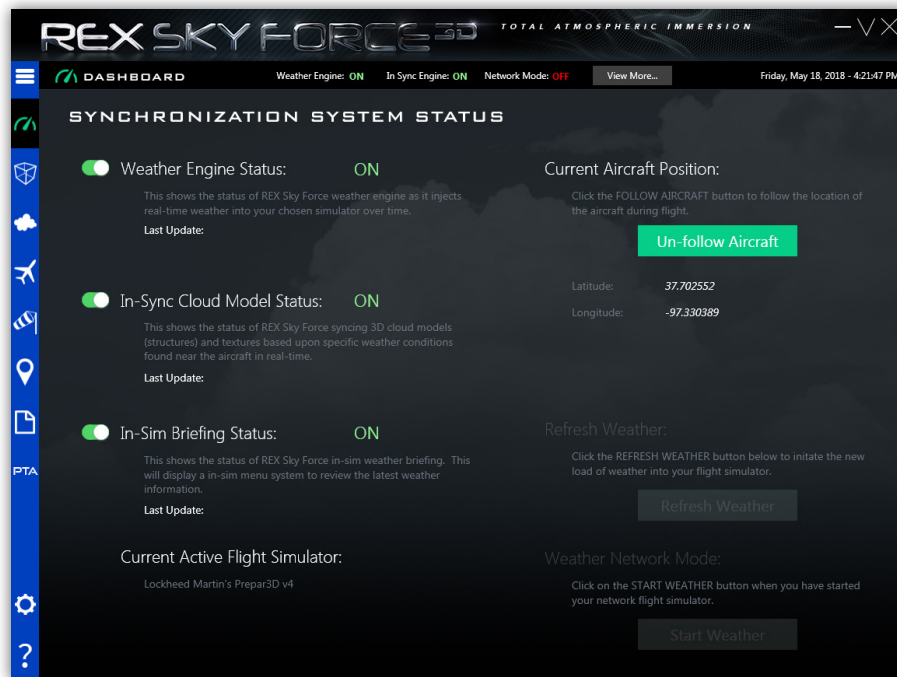 REX SKY FORCE 3D TOTAL ATMOSPHERIC IMMERSION
DASHBOARD Weather Engine: ON In Sync Engine: ON Network Mode: OFF View More... Friday, May 18, 2018 - 4:21:47 PM
SYNCHRONIZATION SYSTEM STATUS
Weather Engine Status: ON
This shows the status of REX Sky Force weather engine as it injects
real-time weather into your chosen simulator over time.
Last Update:
In-Sync Cloud Model Status: ON
This shows the status of REX Sky Force syncing 3D cloud models
(structures) and textures based upon specific weather conditions
found near the aircraft in real-time.
Last Update:
In-Sim Briefing Status: ON
This shows the status of REX Sky Force in-sim weather briefing. This
will display a in-sim menu system to review the latest weather
information.
Last Update:
Current Active Flight Simulator:
Lockheed Martin's Prepar3D v4
Current Aircraft Position:
Click the FOLLOW AIRCRAFT button to follow the location of
the aircraft during flight.
Un-follow Aircraft
Latitude: 37.702552
Longitude: -97.330389
Refresh Weather:
Click the REFRESH WEATHER button below to initate the new
load of weather into your flight simulator.
Refresh Weather
Weather Network Mode:
Click on the START WEATHER button when you have started
your network flight simulator.
Start Weather
PTA
?